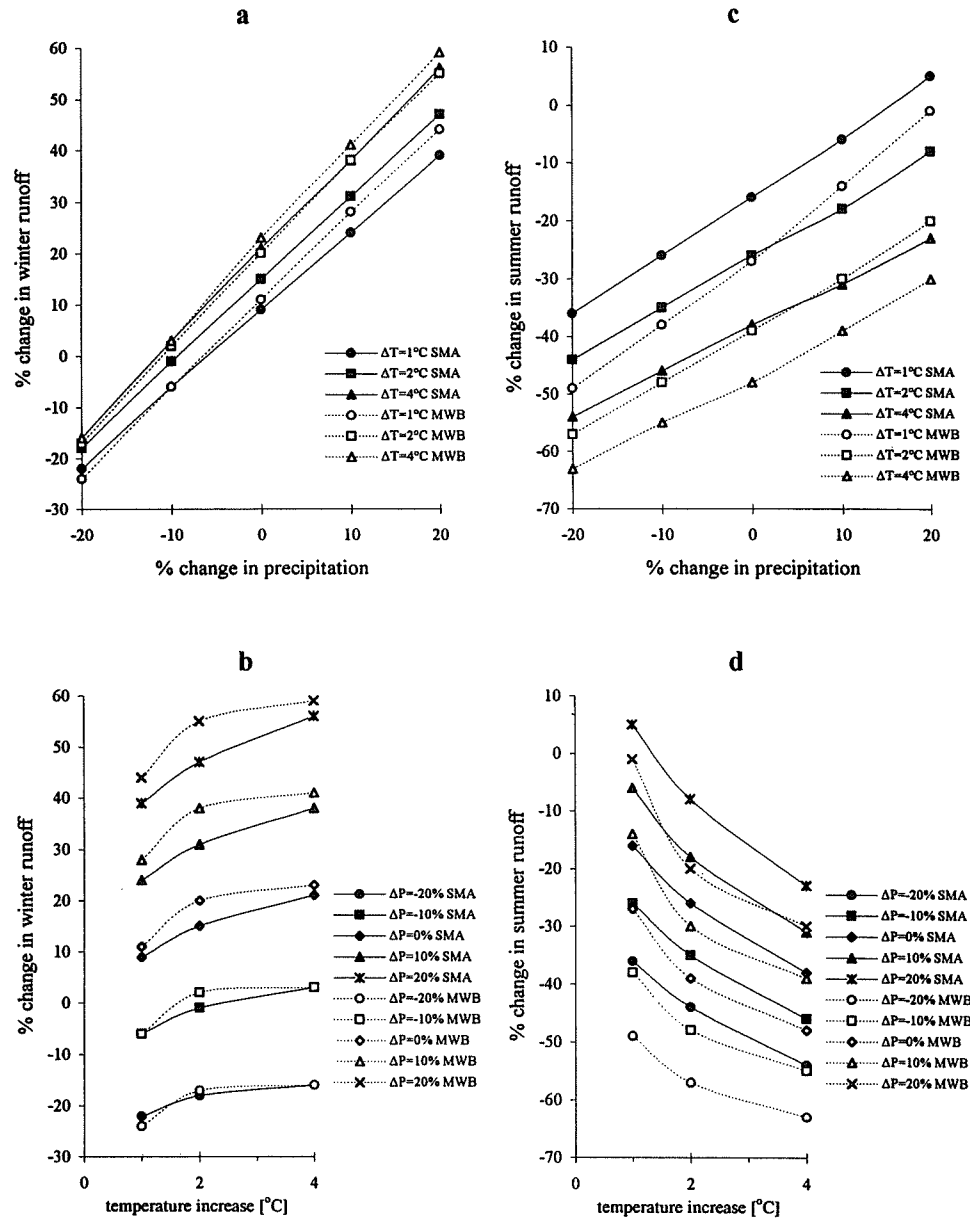 a
60
50
40
30
20
10
0
-10
-20
-30
% change in winter runoff
ΔT=1°C SMA
ΔT=2°C SMA
ΔT=4°C SMA
ΔT=1°C MWB
ΔT=2°C MWB
ΔT=4°C MWB
-20 -10 0 10 20
% change in precipitation
c
10
0
-10
-20
-30
-40
-50
-60
-70
% change in summer runoff
ΔT=1°C SMA
ΔT=2°C SMA
ΔT=4°C SMA
ΔT=1°C MWB
ΔT=2°C MWB
ΔT=4°C MWB
-20 -10 0 10 20
% change in precipitation
b
60
50
40
30
20
10
0
-10
-20
-30
% change in winter runoff
ΔP=-20% SMA
ΔP=-10% SMA
ΔP=0% SMA
ΔP=10% SMA
ΔP=20% SMA
ΔP=-20% MWB
ΔP=-10% MWB
ΔP=0% MWB
ΔP=10% MWB
ΔP=20% MWB
0 2 4
temperature increase [°C]
d
10
0
-10
-20
-30
-40
-50
-60
-70
% change in summer runoff
ΔP=-20% SMA
ΔP=-10% SMA
ΔP=0% SMA
ΔP=10% SMA
ΔP=20% SMA
ΔP=-20% MWB
ΔP=-10% MWB
ΔP=0% MWB
ΔP=10% MWB
ΔP=20% MWB
0 2 4
temperature increase [°C]